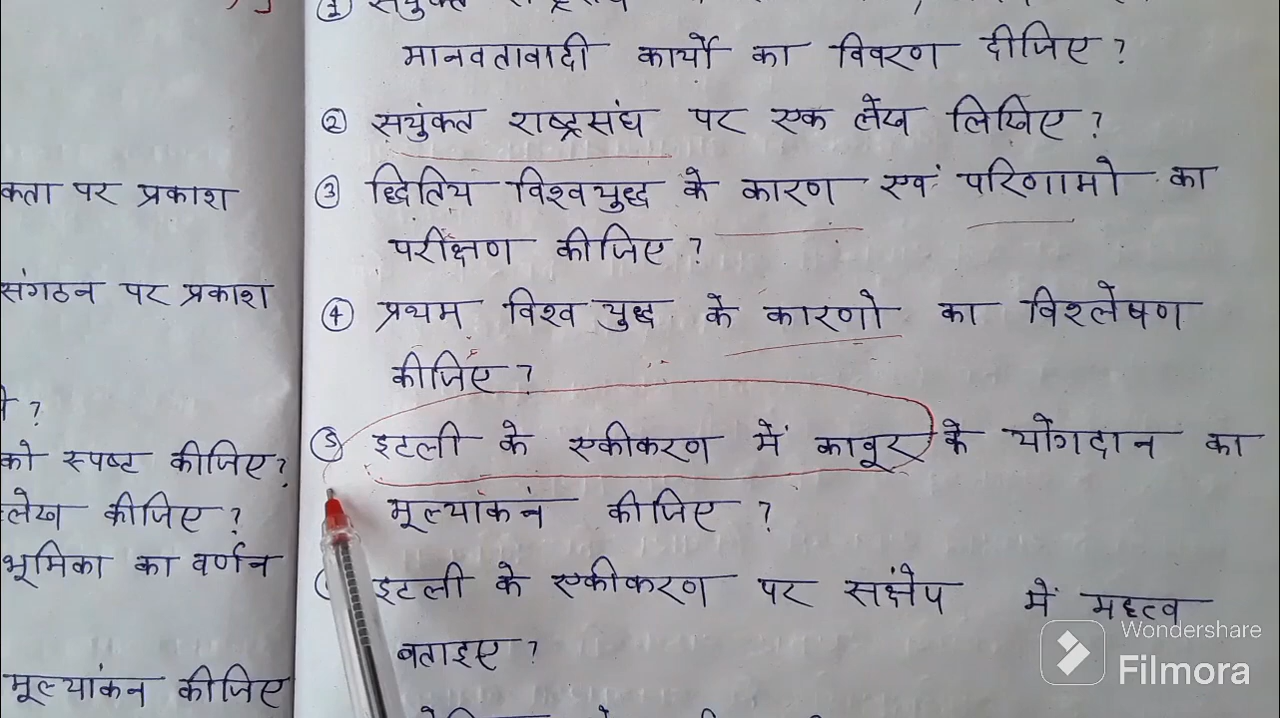 मानवतावादी कार्यो का विवरण दीजिए?
② सयुंक्त राष्ट्रसंघ पर एक लेख लिखिए?
③ द्धितिय विश्वयुद्ध के कारण एवं परिणामो का
परीक्षण कीजिए?
④ प्रथम विश्व युद्ध के कारणो का विश्लेषण
कीजिए?
⑤ इटली के एकीकरण में कावूर के योगदान का
मूल्यांकनं कीजिए?
इटली के एकीकरण पर सक्षेप में महत्व
बताइए?
कता पर प्रकाश
संगठन पर प्रकाश
?
को स्पष्ट कीजिए?
लेख कीजिए?
भूमिका का वर्णन
मूल्यांकन कीजिए
Wondershare
Filmora